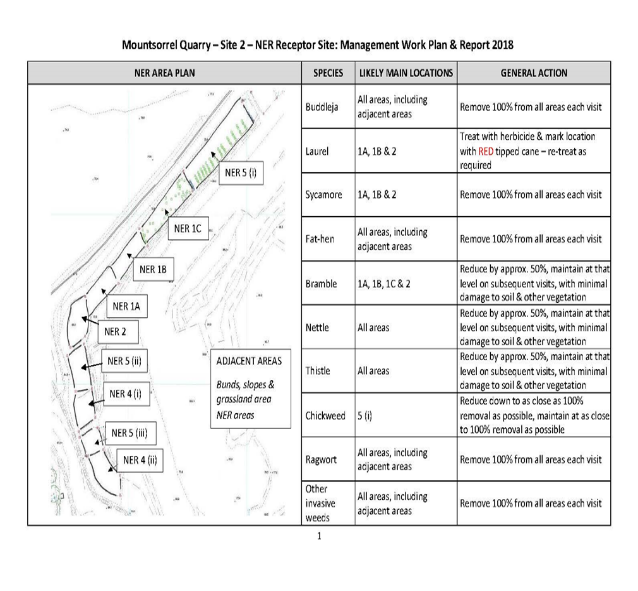 Mountsorrel Quarry – Site 2 – NER Receptor Site: Management Work Plan & Report 2018
NER AREA PLAN
SPECIES
LIKELY MAIN LOCATIONS
GENERAL ACTION
NER 5 (i)
NER 1C
NER 1B
NER 1A
NER 2
NER 5 (ii)
NER 4 (i)
NER 5 (iii)
NER 4 (ii)
ADJACENT AREAS
Bunds, slopes &
grassland area
NER areas
Buddleja
All areas, including
adjacent areas
Remove 100% from all areas each visit
Laurel
1A, 1B & 2
Treat with herbicide & mark location
with RED tipped cane – re-treat as
required
Sycamore
1A, 1B & 2
Remove 100% from all areas each visit
Fat-hen
All areas, including
adjacent areas
Remove 100% from all areas each visit
Bramble
1A, 1B, 1C & 2
Reduce by approx. 50%, maintain at that
level on subsequent visits, with minimal
damage to soil & other vegetation
Nettle
All areas
Reduce by approx. 50%, maintain at that
level on subsequent visits, with minimal
damage to soil & other vegetation
Thistle
All areas
Reduce by approx. 50%, maintain at that
level on subsequent visits, with minimal
damage to soil & other vegetation
Chickweed
5 (i)
Reduce down to as close as 100%
removal as possible, maintain at as close
to 100% removal as possible
Ragwort
All areas, including
adjacent areas
Remove 100% from all areas each visit
Other
invasive
weeds
All areas, including
adjacent areas
Remove 100% from all areas each visit
1